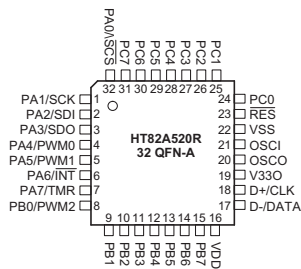 PA0/SCS
PC7
PC6
PC5
PC4
PC3
PC2
PC1
32 31 30 29 28 27 26 25
PA1/SCK 1
PA2/SDI 2
PA3/SDO 3
PA4/PWM0 4
PA5/PWM1 5
PA6/INT 6
PA7/TMR 7
PB0/PWM2 8
HT82A520R
32 QFN-A
24 PC0
23 RES
22 VSS
21 OSCI
20 OSCO
19 V33O
18 D+/CLK
17 D-/DATA
9 10 11 12 13 14 15 16
PB1
PB2
PB3
PB4
PB5
PB6
PB7
VDD